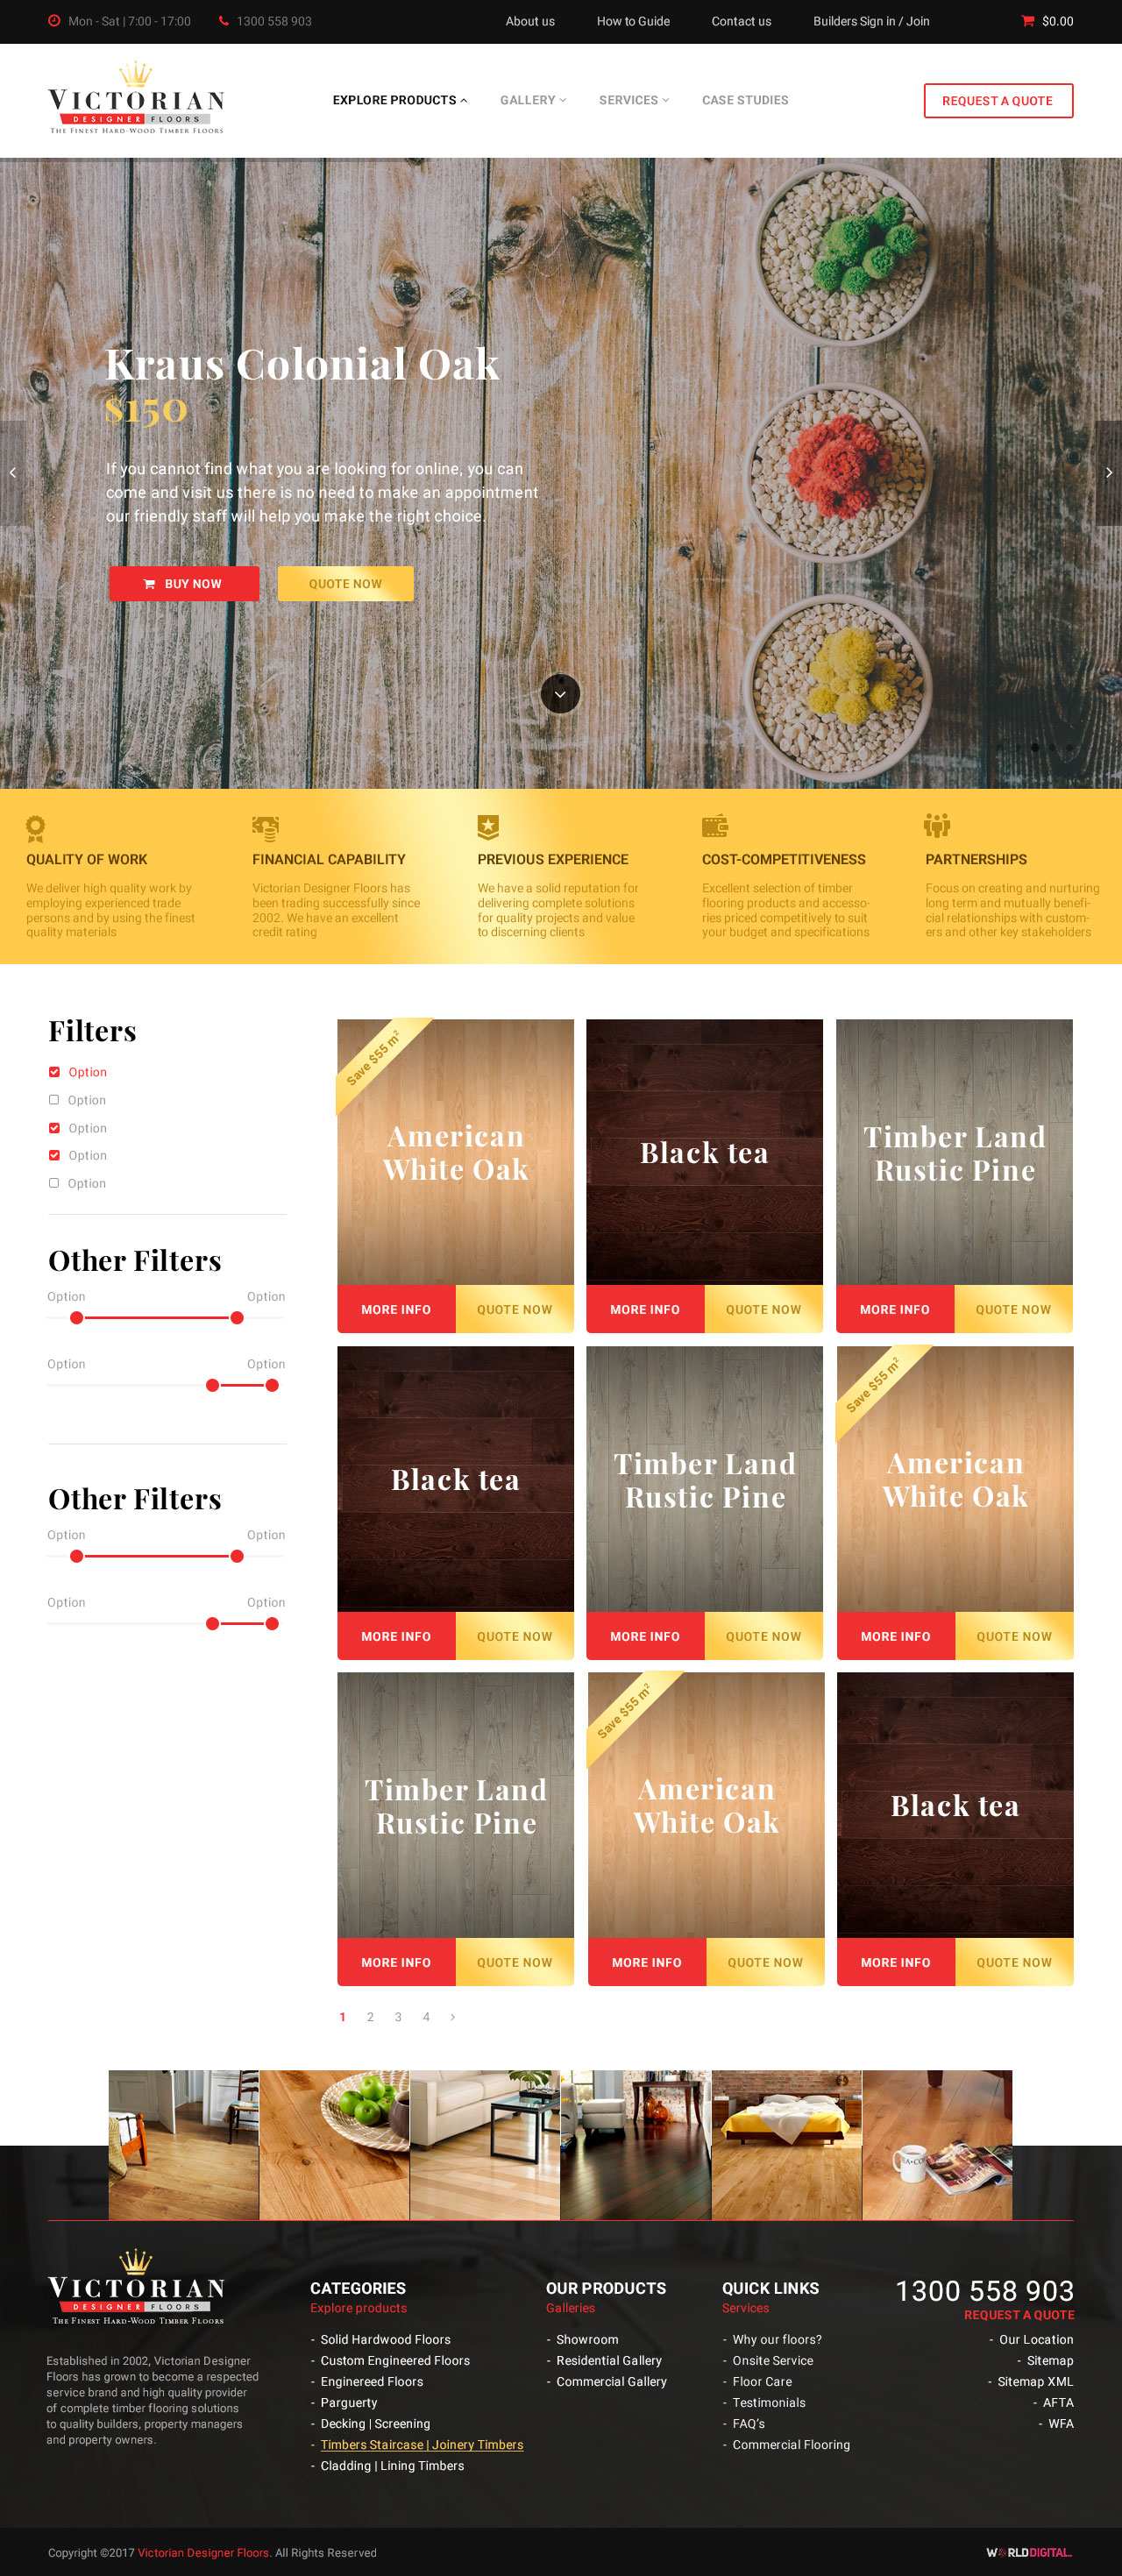 Mon - Sat | 7:00 - 17:00
1300 558 903
About us
How to Guide
Contact us
Builders Sign in / Join
$0.00
VICTORIAN
DESIGNER FLOORS
THE FINEST HARD-WOOD TIMBER FLOORS
EXPLORE PRODUCTS
GALLERY
SERVICES
CASE STUDIES
REQUEST A QUOTE
Kraus Colonial Oak
$150
If you cannot find what you are looking for online, you can
come and visit us there is no need to make an appointment
our friendly staff will help you make the right choice.
BUY NOW
QUOTE NOW
QUALITY OF WORK
We deliver high quality work by
employing experienced trade
persons and by using the finest
quality materials
FINANCIAL CAPABILITY
Victorian Designer Floors has
been trading successfully since
2002. We have an excellent
credit rating
PREVIOUS EXPERIENCE
We have a solid reputation for
delivering complete solutions
for quality projects and value
to discerning clients
COST-COMPETITIVENESS
Excellent selection of timber
flooring products and accesso-
ries priced competitively to suit
your budget and specifications
PARTNERSHIPS
Focus on creating and nurturing
long term and mutually benefi-
cial relationships with custom-
ers and other key stakeholders
Filters
Option
Option
Option
Option
Option
Other Filters
Option
Option
Option
Option
Other Filters
Option
Option
Option
Option
Save $55 m²
American
White Oak
MORE INFO
QUOTE NOW
Black tea
MORE INFO
QUOTE NOW
Timber Land
Rustic Pine
MORE INFO
QUOTE NOW
Black tea
MORE INFO
QUOTE NOW
Timber Land
Rustic Pine
MORE INFO
QUOTE NOW
Save $55 m²
American
White Oak
MORE INFO
QUOTE NOW
Timber Land
Rustic Pine
MORE INFO
QUOTE NOW
Save $55 m²
American
White Oak
MORE INFO
QUOTE NOW
Black tea
MORE INFO
QUOTE NOW
1 2 3 4
VICTORIAN
DESIGNER FLOORS
THE FINEST HARD-WOOD TIMBER FLOORS
Established in 2002, Victorian Designer
Floors has grown to become a respected
service brand and high quality provider
of complete timber flooring solutions
to quality builders, property managers
and property owners.
CATEGORIES
Explore products
- Solid Hardwood Floors
- Custom Engineered Floors
- Enginereed Floors
- Parguerty
- Decking | Screening
- Timbers Staircase | Joinery Timbers
- Cladding | Lining Timbers
OUR PRODUCTS
Galleries
- Showroom
- Residential Gallery
- Commercial Gallery
QUICK LINKS
Services
- Why our floors?
- Onsite Service
- Floor Care
- Testimonials
- FAQ's
- Commercial Flooring
1300 558 903
REQUEST A QUOTE
- Our Location
- Sitemap
- Sitemap XML
- AFTA
- WFA
Copyright ©2017 Victorian Designer Floors. All Rights Reserved
WORLDDIGITAL.